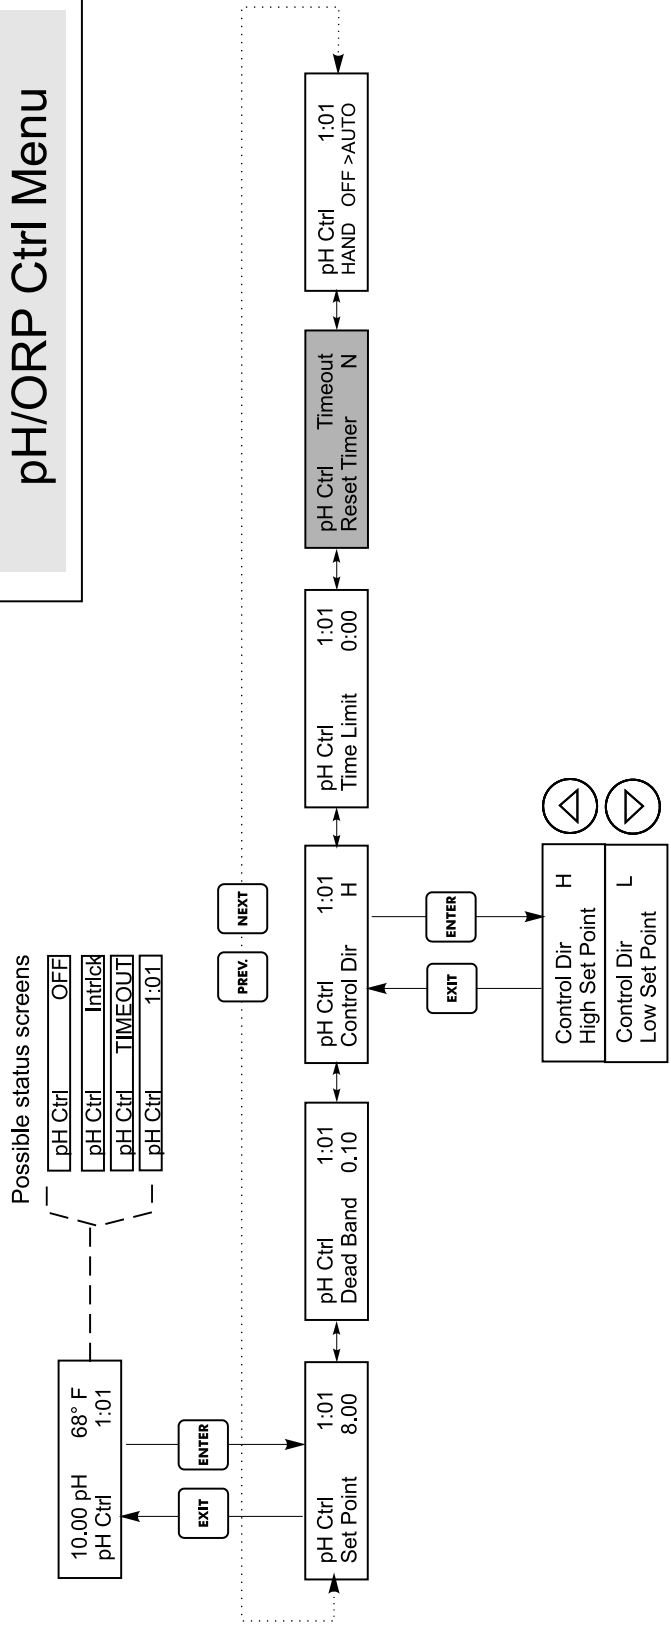 pH/ORP Ctrl Menu
Possible status screens
pH Ctrl OFF
pH Ctrl Intrlck
pH Ctrl TIMEOUT
pH Ctrl 1:01
10.00 pH 68° F
pH Ctrl 1:01
EXIT
ENTER
PREV.
NEXT
pH Ctrl 1:01
Set Point 8.00
pH Ctrl 1:01
Dead Band 0.10
pH Ctrl 1:01
Control Dir H
pH Ctrl 1:01
Time Limit 0:00
pH Ctrl Timeout
Reset Timer N
pH Ctrl 1:01
HAND OFF >AUTO
EXIT
ENTER
Control Dir H
High Set Point
Control Dir L
Low Set Point